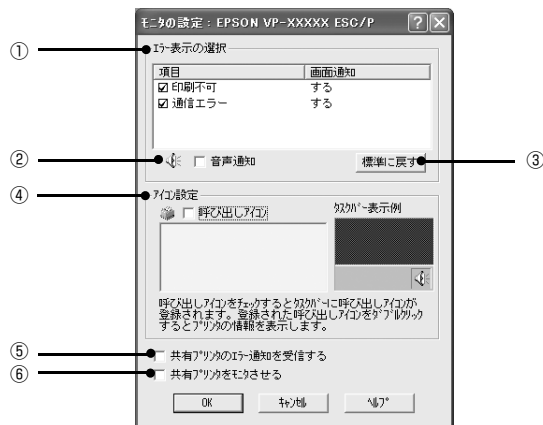 モニタの設定：EPSON VP-XXXXX ESC/P
① エラー表示の選択
項目 画面通知
印刷不可 する
通信エラー する
② 音声通知 標準に戻す ③
④ アイコン設定
呼び出しアイコン タスクバー表示例
呼び出しアイコンをチェックするとタスクバーに呼び出しアイコンが
登録されます。登録された呼び出しアイコンをダブルクリック
するとプリンタの情報を表示します。
⑤ 共有プリンタのエラー通知を受信する
⑥ 共有プリンタをモニタさせる
OK キャンセル ヘルプ